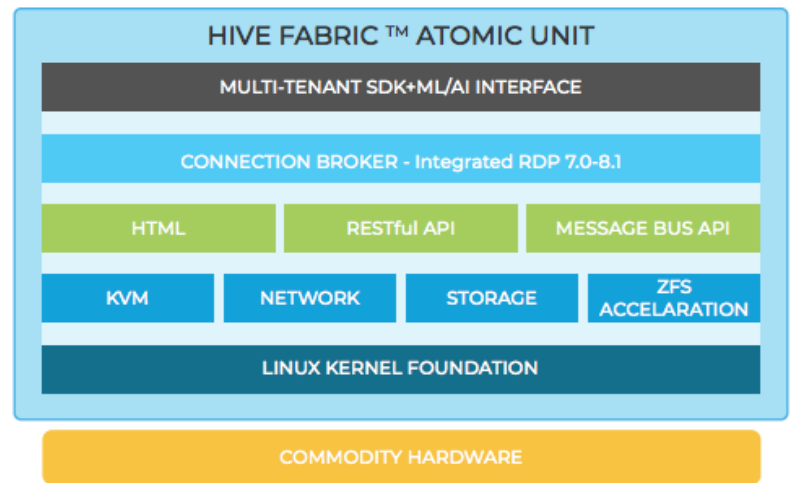 HIVE FABRIC ™ ATOMIC UNIT
MULTI-TENANT SDK+ML/AI INTERFACE
CONNECTION BROKER - Integrated RDP 7.0-8.1
HTML
RESTful API
MESSAGE BUS API
KVM
NETWORK
STORAGE
ZFS
ACCELARATION
LINUX KERNEL FOUNDATION
COMMODITY HARDWARE